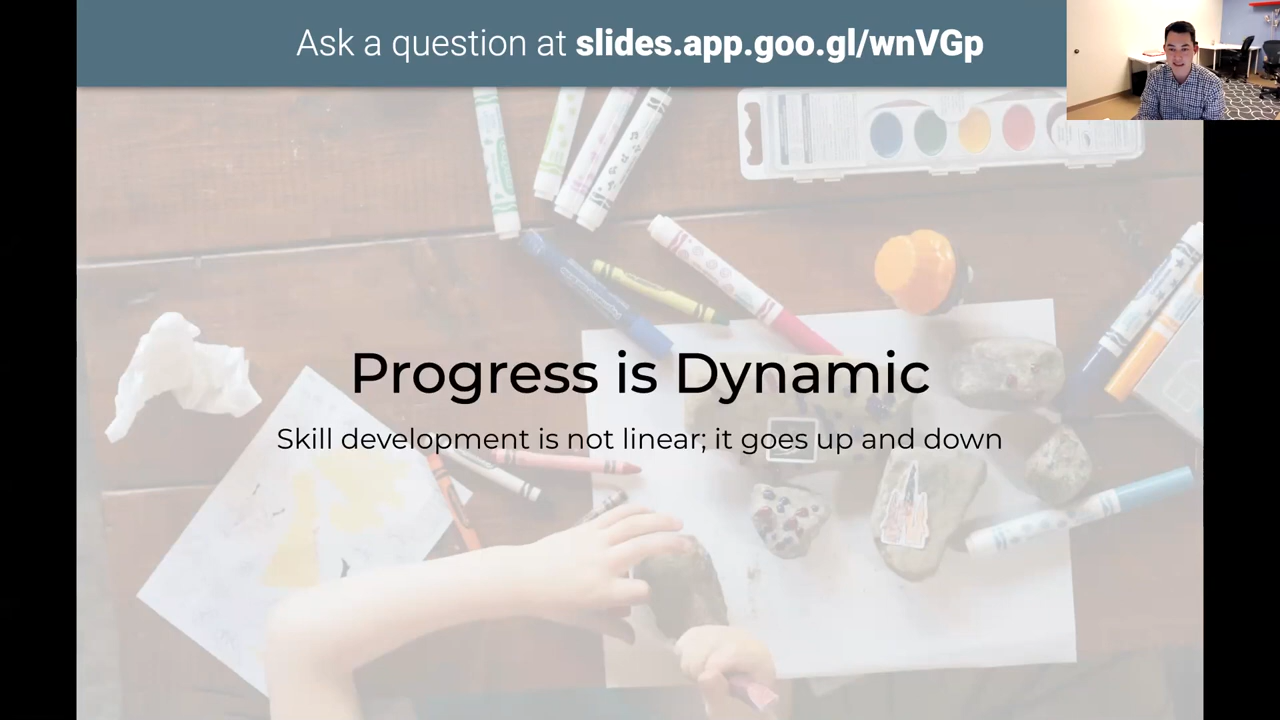 Ask a question at slides.app.goo.gl/wnVGp
Progress is Dynamic
Skill development is not linear; it goes up and down